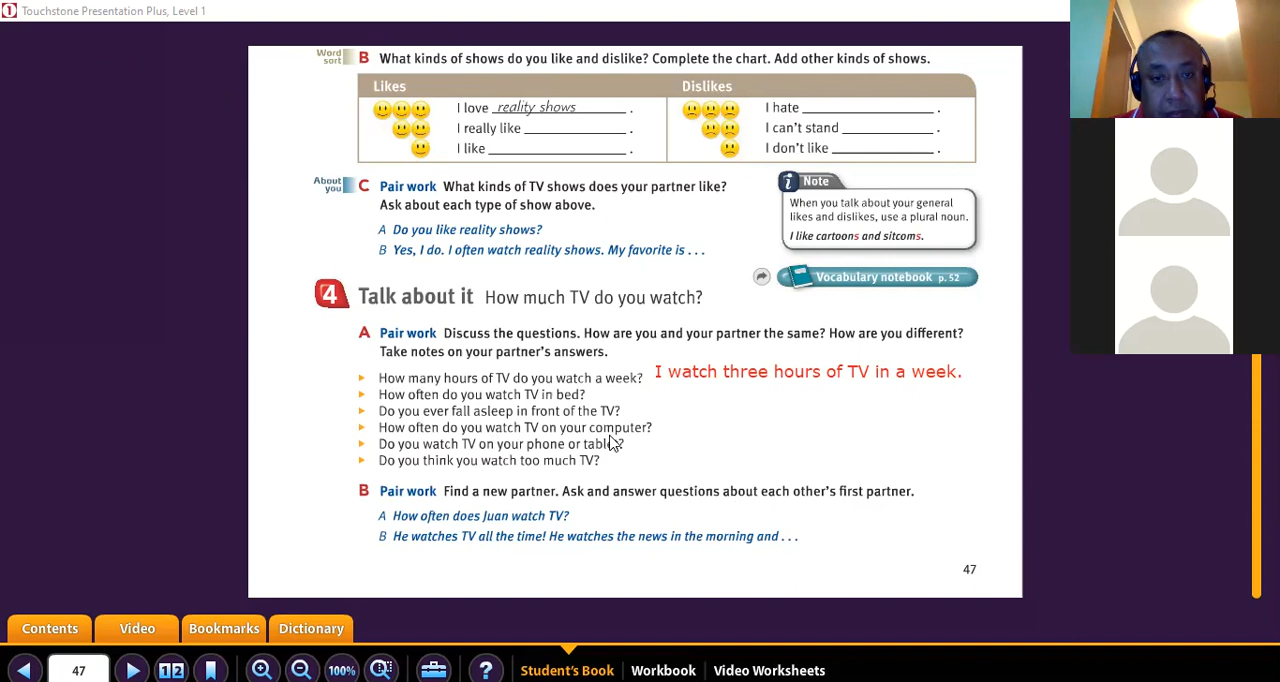 Touchstone Presentation Plus, Level 1
Word sort B What kinds of shows do you like and dislike? Complete the chart. Add other kinds of shows.
Likes Dislikes
I love reality shows . I hate ____ .
I really like ____ . I can't stand ____ .
I like ____ . I don't like ____ .
About you C Pair work What kinds of TV shows does your partner like?
Ask about each type of show above.
A Do you like reality shows?
B Yes, I do. I often watch reality shows. My favorite is . . .
i Note
When you talk about your general
likes and dislikes, use a plural noun.
I like cartoons and sitcoms.
Vocabulary notebook p. 52
4 Talk about it How much TV do you watch?
A Pair work Discuss the questions. How are you and your partner the same? How are you different?
Take notes on your partner's answers.
How many hours of TV do you watch a week? I watch three hours of TV in a week.
How often do you watch TV in bed?
Do you ever fall asleep in front of the TV?
How often do you watch TV on your computer?
Do you watch TV on your phone or tablet?
Do you think you watch too much TV?
B Pair work Find a new partner. Ask and answer questions about each other's first partner.
A How often does Juan watch TV?
B He watches TV all the time! He watches the news in the morning and . . .
47
Contents Video Bookmarks Dictionary
47 12 100% ? Student's Book Workbook Video Worksheets